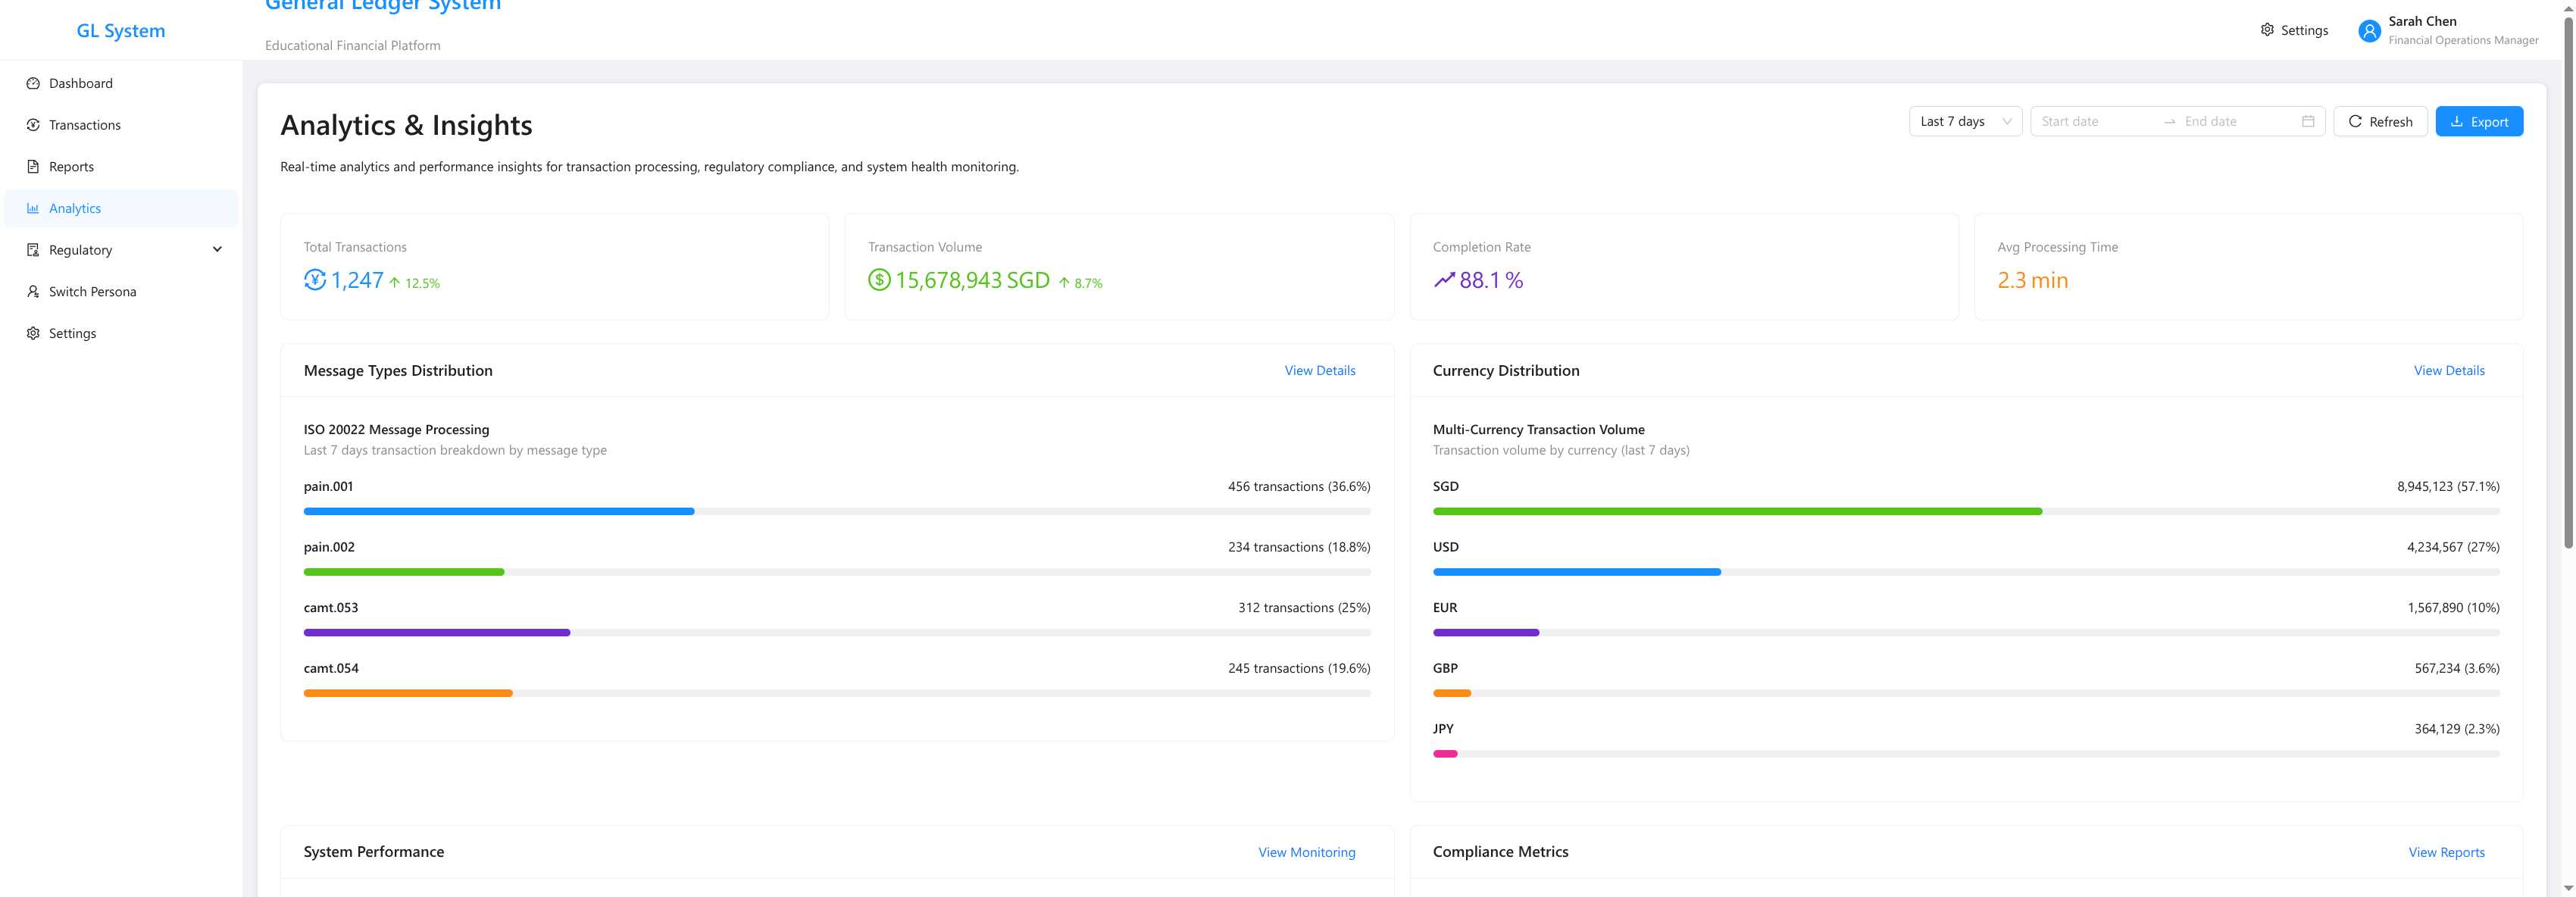 GL System
General Ledger System
Educational Financial Platform
Settings
Sarah Chen
Financial Operations Manager
Dashboard
Transactions
Reports
Analytics
Regulatory
Switch Persona
Settings
Analytics & Insights
Last 7 days
Start date
End date
Refresh
Export
Real-time analytics and performance insights for transaction processing, regulatory compliance, and system health monitoring.
Total Transactions
1,247 12.5%
Transaction Volume
15,678,943 SGD 8.7%
Completion Rate
88.1 %
Avg Processing Time
2.3 min
Message Types Distribution View Details
ISO 20022 Message Processing
Last 7 days transaction breakdown by message type
pain.001 456 transactions (36.6%)
pain.002 234 transactions (18.8%)
camt.053 312 transactions (25%)
camt.054 245 transactions (19.6%)
Currency Distribution View Details
Multi-Currency Transaction Volume
Transaction volume by currency (last 7 days)
SGD 8,945,123 (57.1%)
USD 4,234,567 (27%)
EUR 1,567,890 (10%)
GBP 567,234 (3.6%)
JPY 364,129 (2.3%)
System Performance View Monitoring
Compliance Metrics View Reports